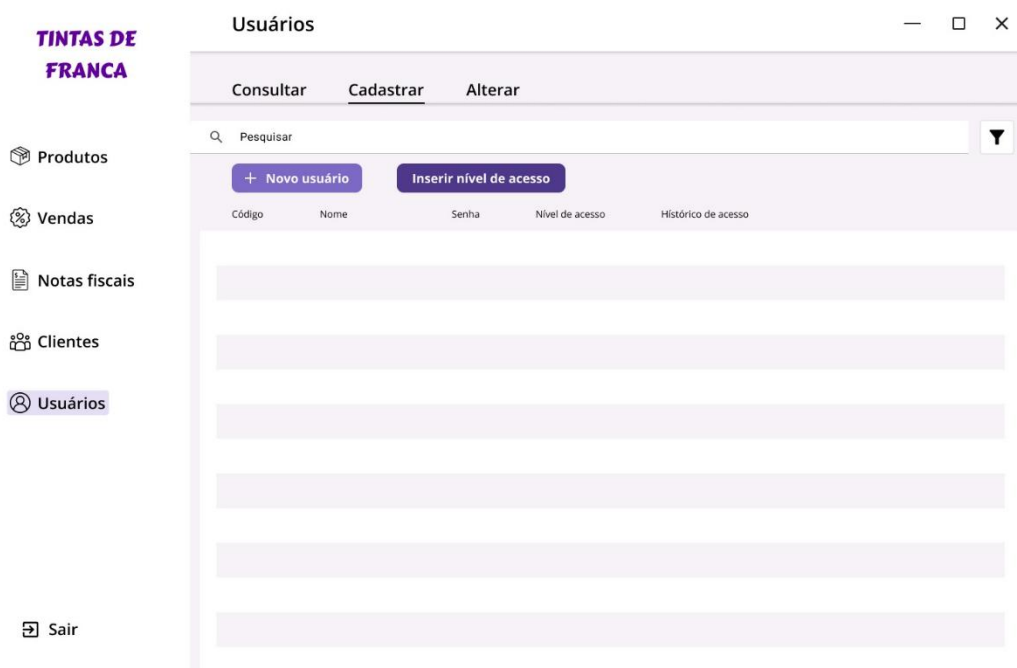 TINTAS DE
FRANCA
Usuários
Consultar Cadastrar Alterar
Pesquisar
+ Novo usuário Inserir nível de acesso
Código Nome Senha Nível de acesso Histórico de acesso
Produtos
Vendas
Notas fiscais
Clientes
Usuários
Sair